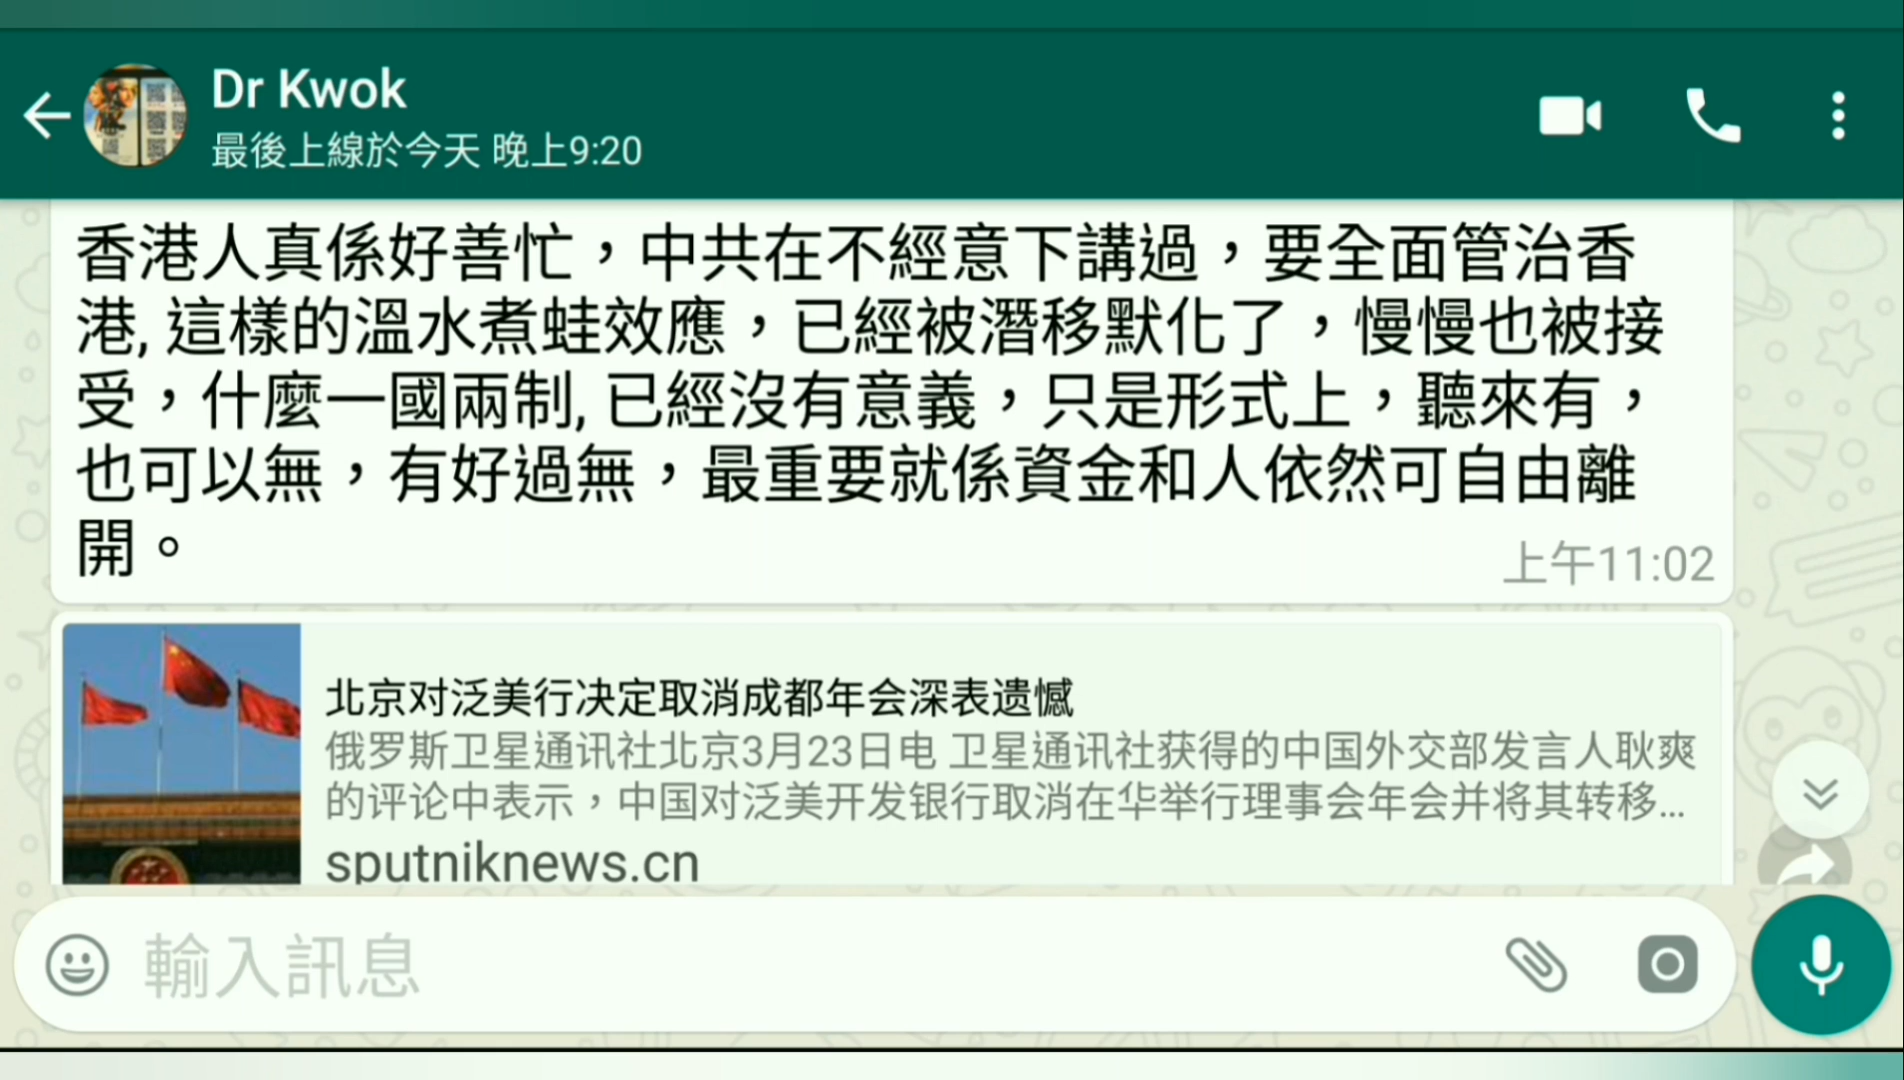 Dr Kwok
最後上線於今天 晚上9:20
香港人真係好善忙，中共在不經意下講過，要全面管治香
港, 這樣的溫水煮蛙效應，已經被潛移默化了，慢慢也被接
受，什麼一國兩制, 已經沒有意義，只是形式上，聽來有，
也可以無，有好過無，最重要就係資金和人依然可自由離
開。
上午11:02
北京对泛美行决定取消成都年会深表遗憾
俄罗斯卫星通讯社北京3月23日电 卫星通讯社获得的中国外交部发言人耿爽
的评论中表示，中国对泛美开发银行取消在华举行理事会年会并将其转移...
sputniknews.cn
輸入訊息